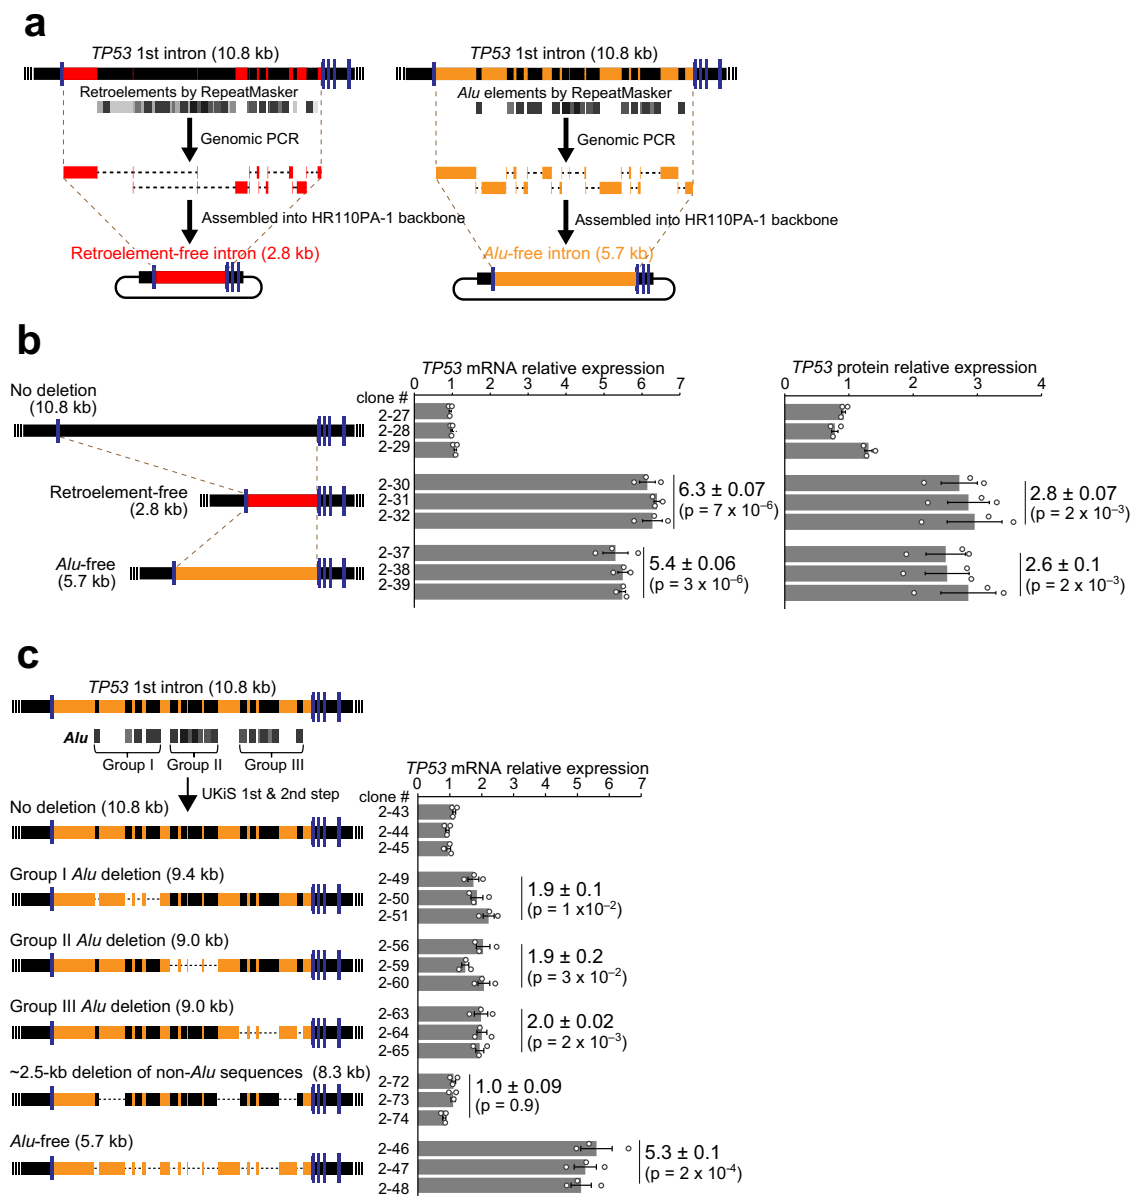 a
TP53 1st intron (10.8 kb)
Retroelements by RepeatMasker
Genomic PCR
Assembled into HR110PA-1 backbone
Retroelement-free intron (2.8 kb)
TP53 1st intron (10.8 kb)
Alu elements by RepeatMasker
Genomic PCR
Assembled into HR110PA-1 backbone
Alu-free intron (5.7 kb)
b
No deletion
(10.8 kb)
Retroelement-free
(2.8 kb)
Alu-free
(5.7 kb)
TP53 mRNA relative expression
0 1 2 3 4 5 6 7
clone #
2-27
2-28
2-29
2-30
2-31
2-32
6.3 ± 0.07
(p = 7 x 10⁻⁶)
2-37
2-38
2-39
5.4 ± 0.06
(p = 3 x 10⁻⁶)
TP53 protein relative expression
0 1 2 3 4
2.8 ± 0.07
(p = 2 x 10⁻³)
2.6 ± 0.1
(p = 2 x 10⁻³)
c
TP53 1st intron (10.8 kb)
Alu
Group I Group II Group III
UKiS 1st & 2nd step
No deletion (10.8 kb)
Group I Alu deletion (9.4 kb)
Group II Alu deletion (9.0 kb)
Group III Alu deletion (9.0 kb)
~2.5-kb deletion of non-Alu sequences (8.3 kb)
Alu-free (5.7 kb)
TP53 mRNA relative expression
0 1 2 3 4 5 6 7
clone #
2-43
2-44
2-45
2-49
2-50
2-51
1.9 ± 0.1
(p = 1 x10⁻²)
2-56
2-59
2-60
1.9 ± 0.2
(p = 3 x 10⁻²)
2-63
2-64
2-65
2.0 ± 0.02
(p = 2 x 10⁻³)
2-72
2-73
2-74
1.0 ± 0.09
(p = 0.9)
2-46
2-47
2-48
5.3 ± 0.1
(p = 2 x 10⁻⁴)